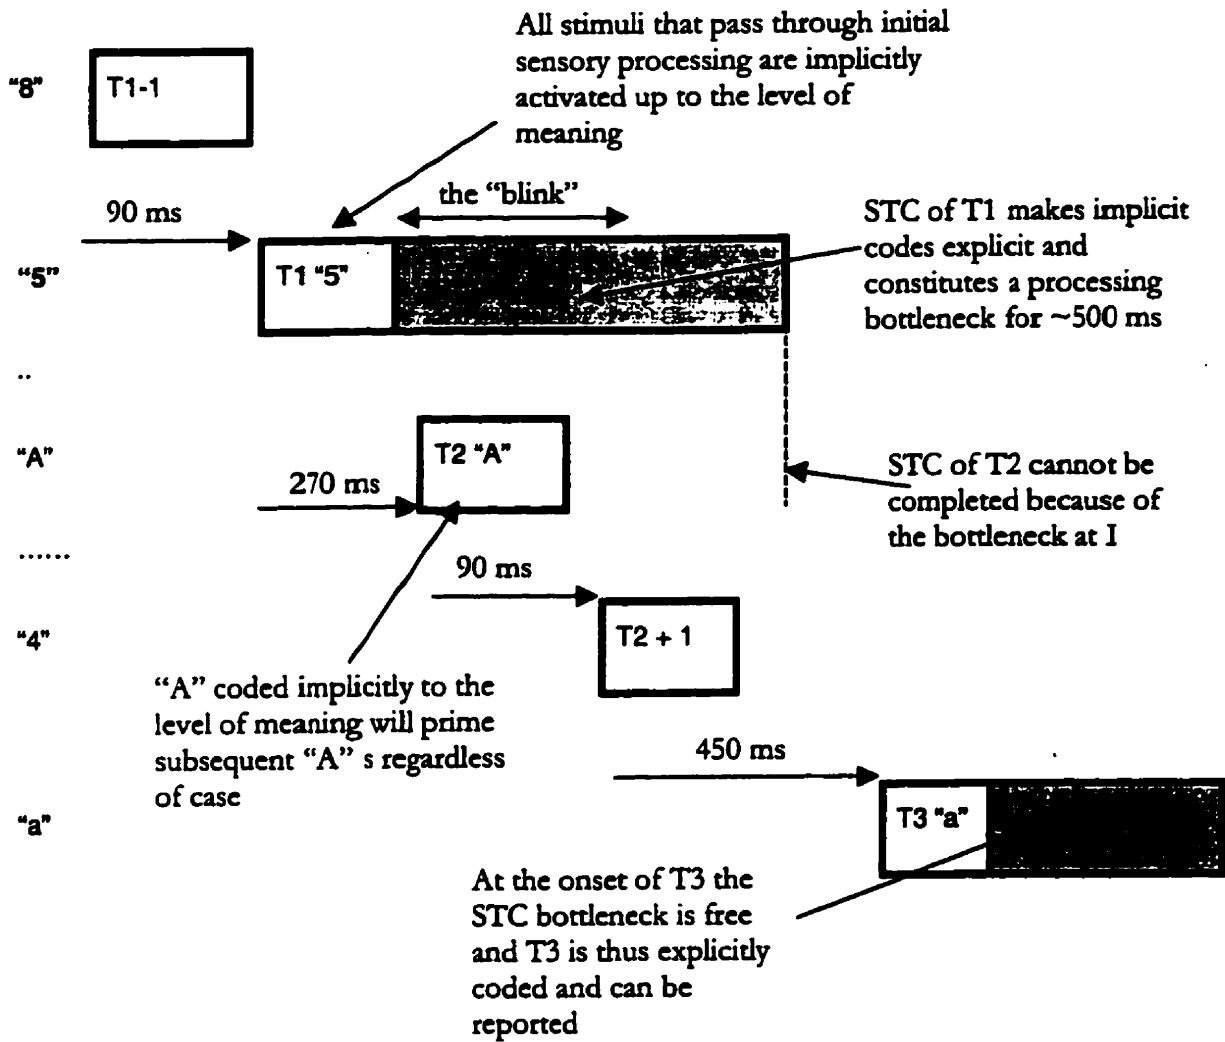 All stimuli that pass through initial
sensory processing are implicitly
activated up to the level of
meaning
"8"
T1-1
90 ms
the "blink"
STC of T1 makes implicit
codes explicit and
constitutes a processing
bottleneck for ~500 ms
"5"
T1 "5"
..
"A"
T2 "A"
270 ms
STC of T2 cannot be
completed because of
the bottleneck at I
......
90 ms
"4"
T2 + 1
"A" coded implicitly to the
level of meaning will prime
subsequent "A" s regardless
of case
450 ms
"a"
T3 "a"
At the onset of T3 the
STC bottleneck is free
and T3 is thus explicitly
coded and can be
reported